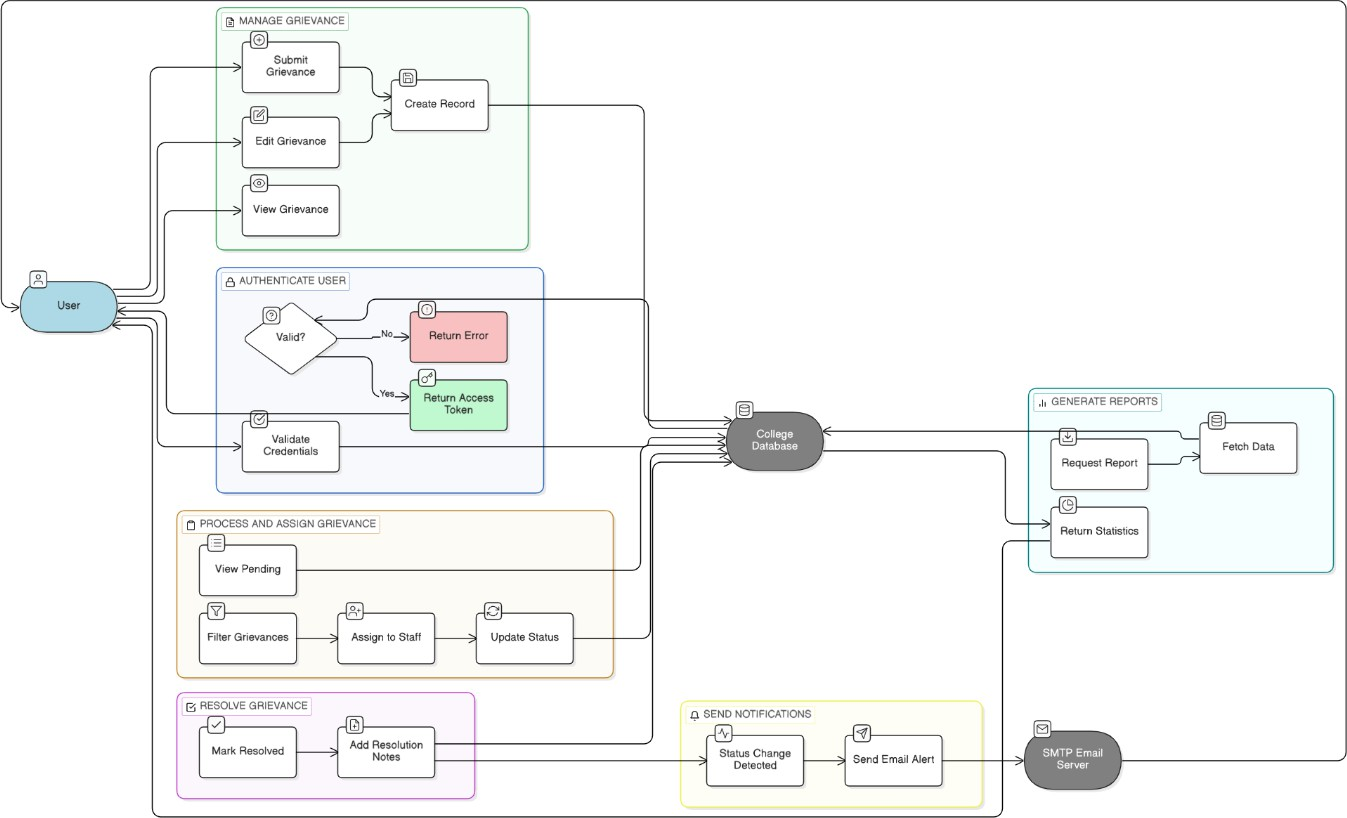 MANAGE GRIEVANCE
Submit
Grievance
Create Record
Edit Grievance
View Grievance
User
AUTHENTICATE USER
Valid?
No
Return Error
Yes
Return Access
Token
Validate
Credentials
College
Database
GENERATE REPORTS
Fetch Data
Request Report
Return Statistics
PROCESS AND ASSIGN GRIEVANCE
View Pending
Filter Grievances
Assign to Staff
Update Status
RESOLVE GRIEVANCE
Mark Resolved
Add Resolution
Notes
SEND NOTIFICATIONS
Status Change
Detected
Send Email Alert
SMTP Email
Server